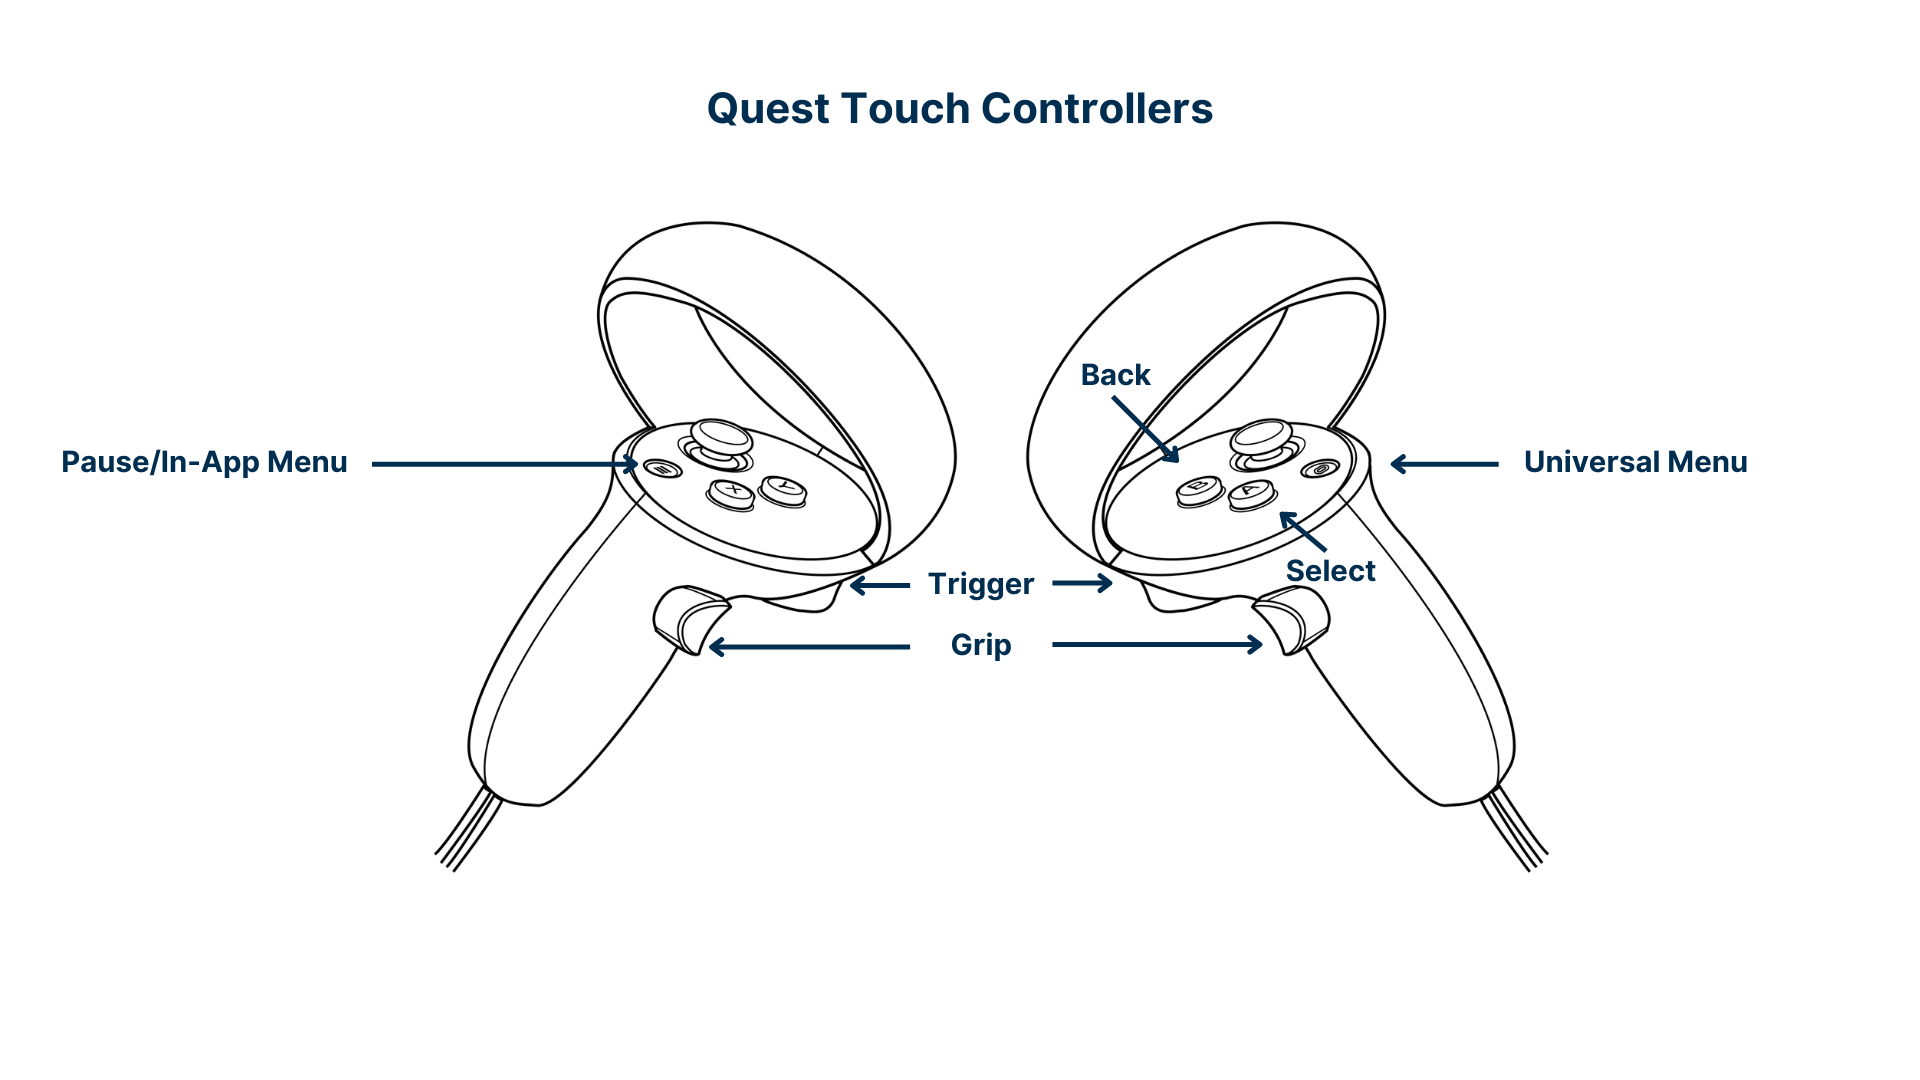 Quest Touch Controllers
Back
Pause/In-App Menu
Universal Menu
X
Y
B
A
Select
Trigger
Grip